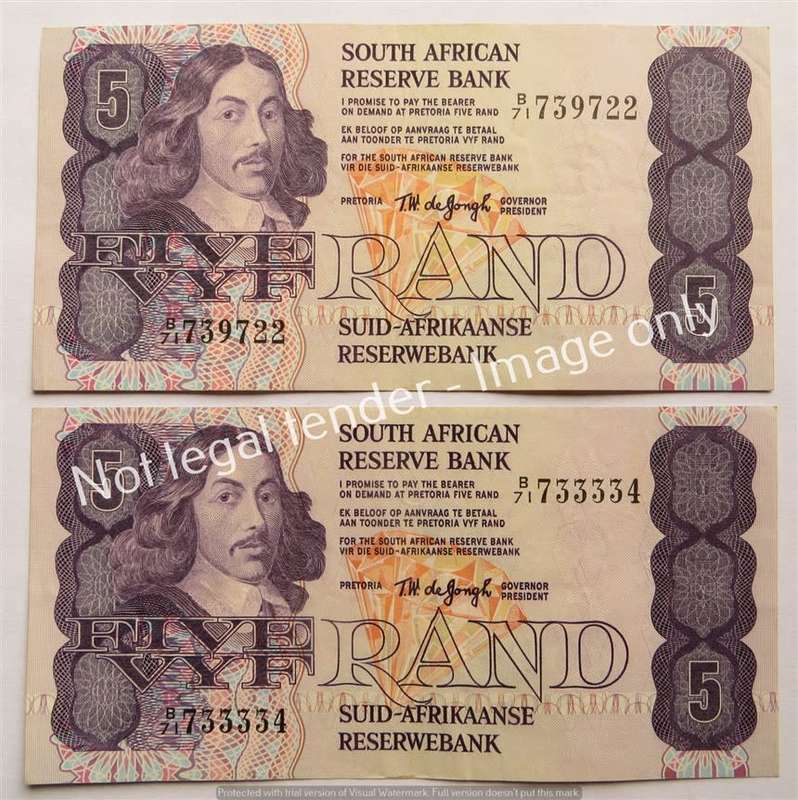 5
SOUTH AFRICAN
RESERVE BANK
I PROMISE TO PAY THE BEARER
ON DEMAND AT PRETORIA FIVE RAND
B/71 739722
EK BELOOF OP AANVRAAG TE BETAAL
AAN TOONDER TE PRETORIA VYF RAND
FOR THE SOUTH AFRICAN RESERVE BANK
VIR DIE SUID-AFRIKAANSE RESERWEBANK
PRETORIA T.W. de Jongh GOVERNOR
PRESIDENT
FIVE
VYF
RAND
5
B/71 739722
SUID-AFRIKAANSE
RESERWEBANK
Not legal tender - Image only
5
SOUTH AFRICAN
RESERVE BANK
I PROMISE TO PAY THE BEARER
ON DEMAND AT PRETORIA FIVE RAND
B/71 733334
EK BELOOF OP AANVRAAG TE BETAAL
AAN TOONDER TE PRETORIA VYF RAND
FOR THE SOUTH AFRICAN RESERVE BANK
VIR DIE SUID-AFRIKAANSE RESERWEBANK
PRETORIA T.W. de Jongh GOVERNOR
PRESIDENT
FIVE
VYF
RAND
5
B/71 733334
SUID-AFRIKAANSE
RESERWEBANK
Protected with trial version of Visual Watermark. Full version doesn't put this mark.